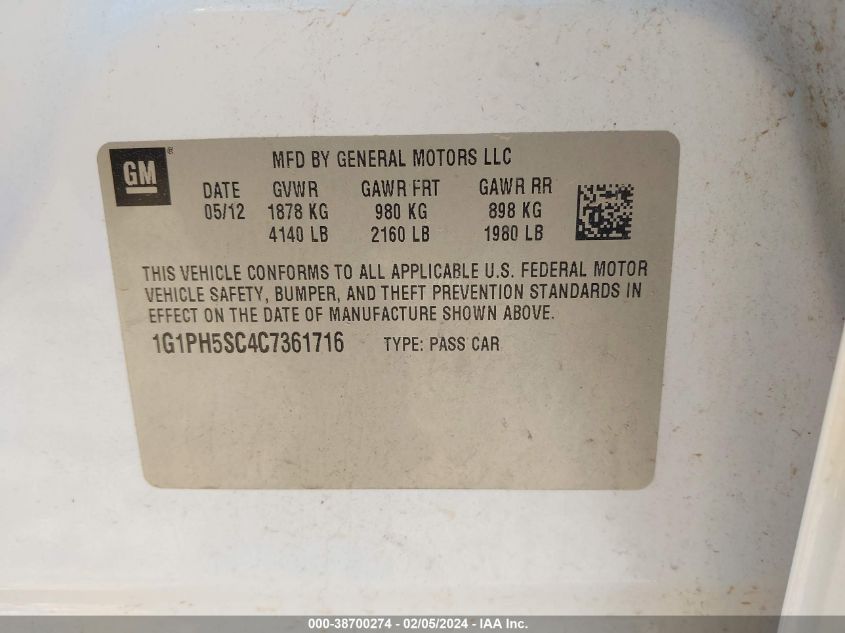 GM ®
MFD BY GENERAL MOTORS LLC
DATE GVWR GAWR FRT GAWR RR
05/12 1878 KG 980 KG 898 KG
4140 LB 2160 LB 1980 LB
THIS VEHICLE CONFORMS TO ALL APPLICABLE U.S. FEDERAL MOTOR
VEHICLE SAFETY, BUMPER, AND THEFT PREVENTION STANDARDS IN
EFFECT ON THE DATE OF MANUFACTURE SHOWN ABOVE.
1G1PH5SC4C7361716 TYPE: PASS CAR
000-38700274 - 02/05/2024 - IAA Inc.